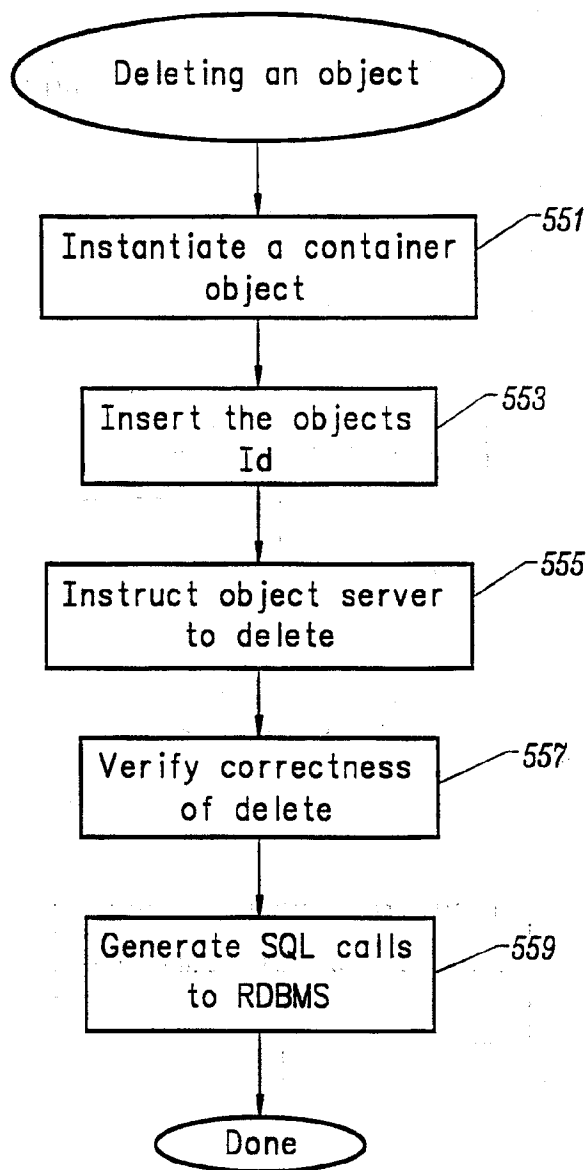 Deleting an object
551
Instantiate a container
object
553
Insert the objects
Id
555
Instruct object server
to delete
557
Verify correctness
of delete
559
Generate SQL calls
to RDBMS
Done